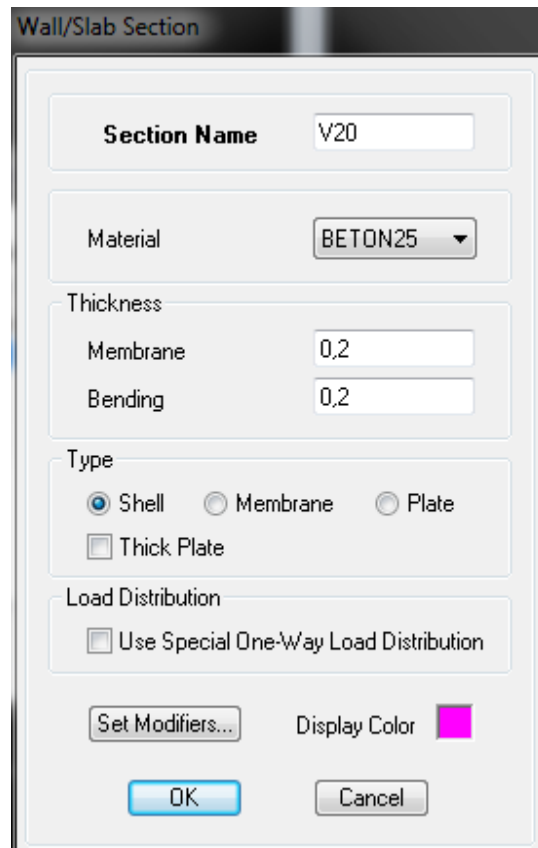 Wall/Slab Section
Section Name V20
Material BETON25
Thickness
Membrane 0,2
Bending 0,2
Type
Shell Membrane Plate
Thick Plate
Load Distribution
Use Special One-Way Load Distribution
Set Modifiers... Display Color
OK Cancel